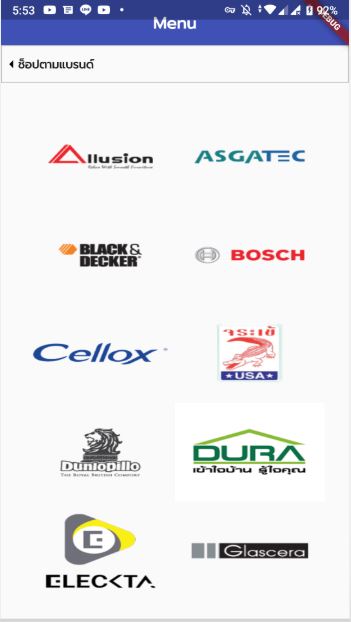 5:53
92%
DEBUG
Menu
ช็อปตามแบรนด์
Allusion
ASGATEC
BLACK&
DECKER
BOSCH
Cellox
จระเข้
USA
Dunlopillo
THE ROYAL BRITISH COMFORT
DURA
เข้าใจบ้าน รู้ใจคุณ
E
ELECKTA
Glascera